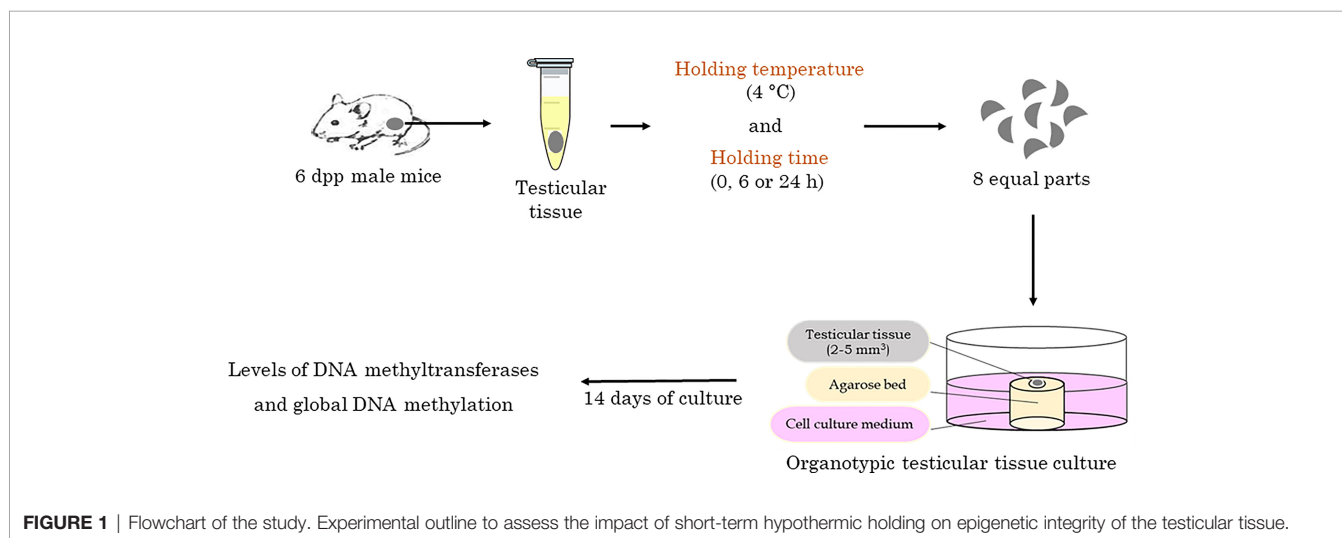 6 dpp male mice
Testicular
tissue
Holding temperature
(4 °C)
and
Holding time
(0, 6 or 24 h)
8 equal parts
Testicular tissue
(2-5 mm³)
Agarose bed
Cell culture medium
Organotypic testicular tissue culture
14 days of culture
Levels of DNA methyltransferases
and global DNA methylation
FIGURE 1 | Flowchart of the study. Experimental outline to assess the impact of short-term hypothermic holding on epigenetic integrity of the testicular tissue.